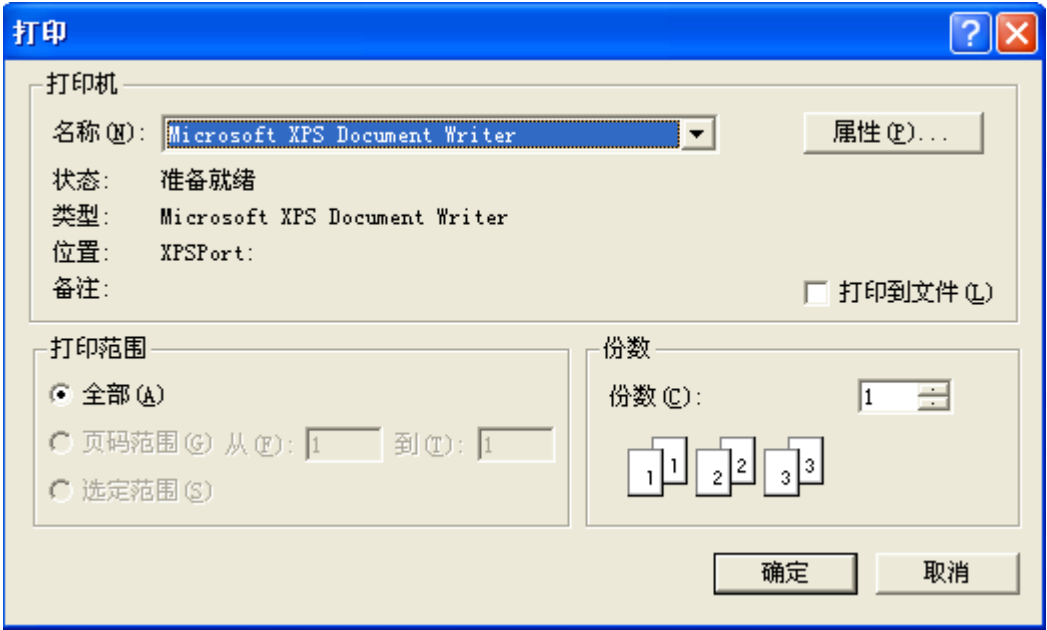 打印
打印机
名称(N): Microsoft XPS Document Writer 属性(P)...
状态: 准备就绪
类型: Microsoft XPS Document Writer
位置: XPSPort:
备注: 打印到文件(L)
打印范围 份数
全部(A) 份数(C): 1
页码范围(G) 从(F): 1 到(T): 1
1 1 2 2 3 3
选定范围(S)
确定 取消